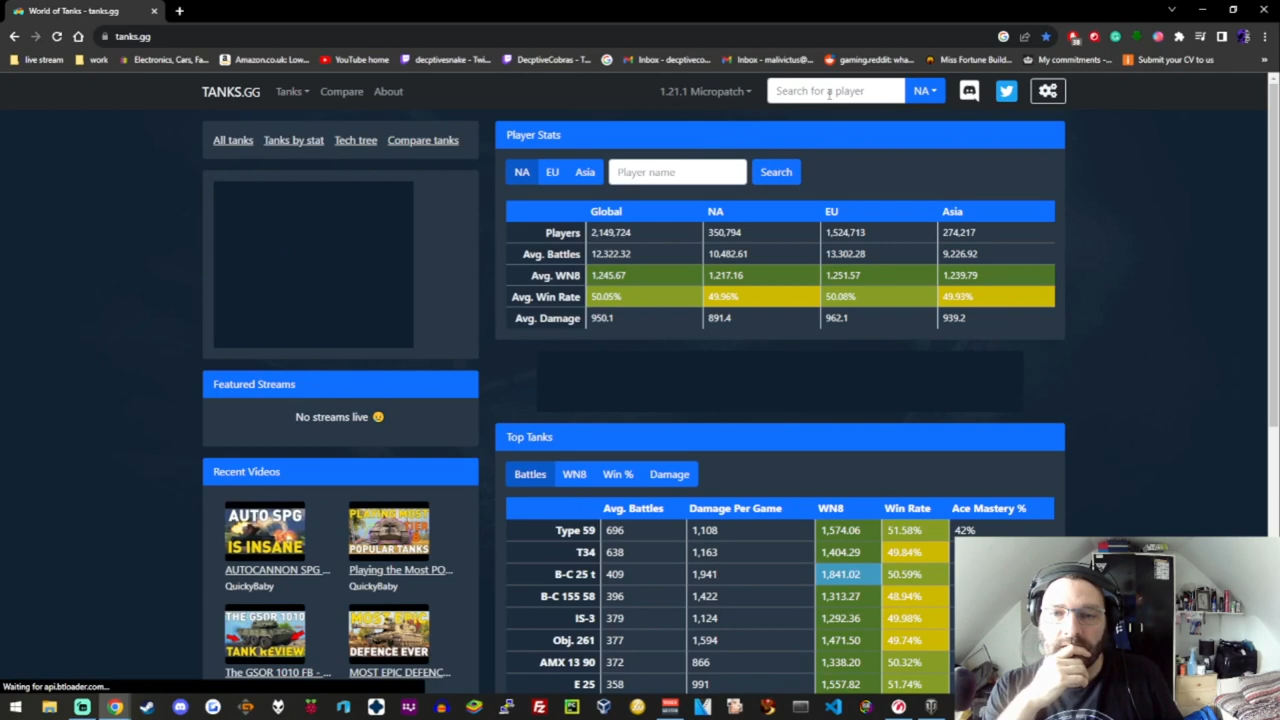 World of Tanks - tanks.gg
tanks.gg
live stream
work
Electronics, Cars, Fa...
Amazon.co.uk: Low...
YouTube home
decptivesnake - Twi...
DecptiveCobras - T...
Inbox - decptiveco...
Inbox - malivictus@...
gaming.reddit: wha...
Miss Fortune Build...
My commitments -...
Submit your CV to us
TANKS.GG
Tanks
Compare
About
1.21.1 Micropatch
Search for a player
NA
All tanks
Tanks by stat
Tech tree
Compare tanks
Player Stats
NA EU Asia
Player name
Search
Global NA EU Asia
Players 2,149,724 350,794 1,524,713 274,217
Avg. Battles 12,322.32 10,482.61 13,302.28 9,226.92
Avg. WN8 1,245.67 1,217.16 1,251.57 1,239.79
Avg. Win Rate 50.05% 49.96% 50.08% 49.93%
Avg. Damage 950.1 891.4 962.1 939.2
Featured Streams
No streams live
Top Tanks
Battles WN8 Win % Damage
Recent Videos
AUTO SPG
IS INSANE
AUTOCANNON SPG ...
QuickyBaby
PLAYING MOST
POPULAR TANKS
Playing the Most PO...
QuickyBaby
THE GSOR 1010
TANK REVIEW
The GSOR 1010 FB - ...
MOST EPIC
DEFENCE EVER
MOST EPIC DEFENC...
Avg. Battles Damage Per Game WN8 Win Rate Ace Mastery %
Type 59 696 1,108 1,574.06 51.58% 42%
T34 638 1,163 1,404.29 49.84%
B-C 25 t 409 1,941 1,841.02 50.59%
B-C 155 58 396 1,422 1,313.27 48.94%
IS-3 379 1,124 1,292.36 49.98%
Obj. 261 377 1,594 1,471.50 49.74%
AMX 13 90 372 866 1,338.20 50.32%
E 25 358 991 1,557.82 51.74%
Waiting for api.btloader.com...